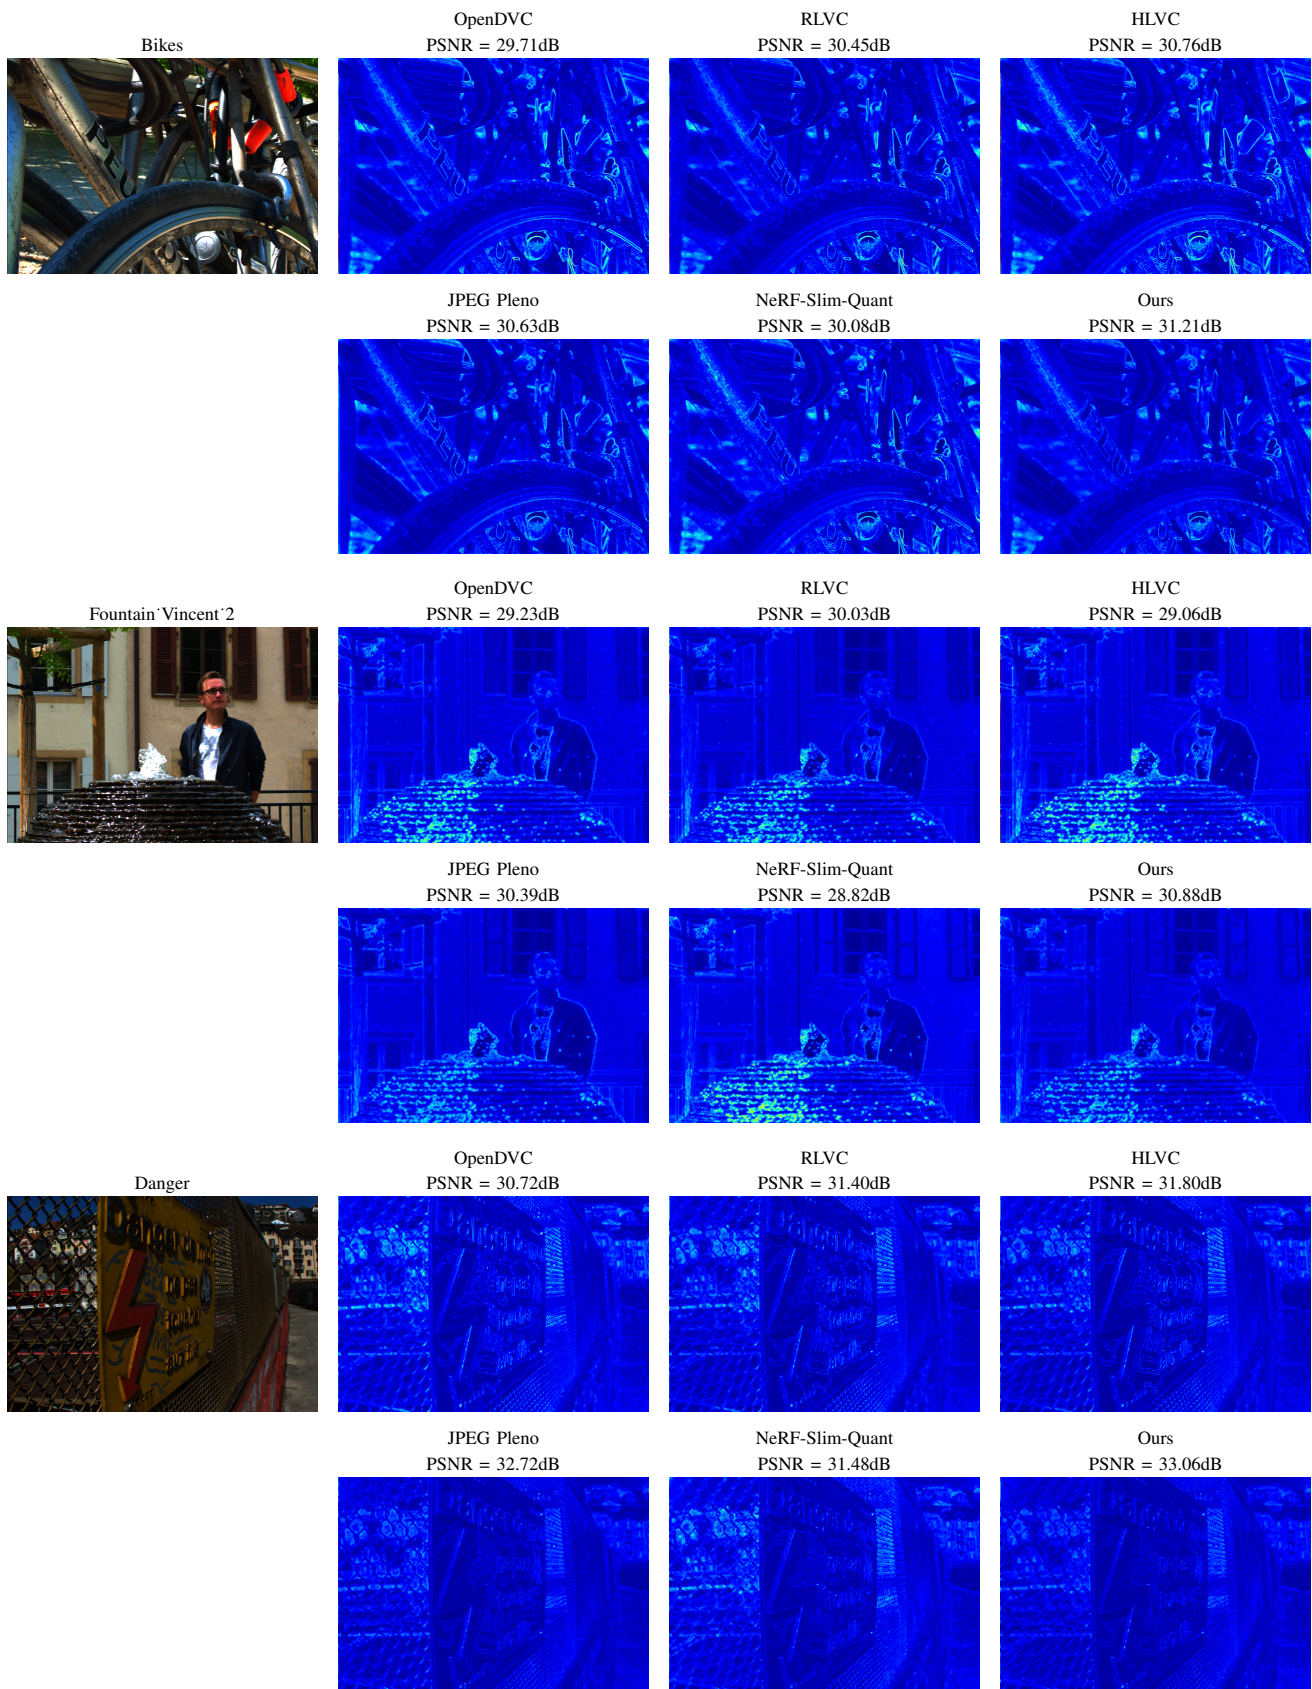 OpenDVC
RLVC
HLVC
Bikes
PSNR = 29.71dB
PSNR = 30.45dB
PSNR = 30.76dB
PEU
JPEG Pleno
NeRF-Slim-Quant
Ours
PSNR = 30.63dB
PSNR = 30.08dB
PSNR = 31.21dB
OpenDVC
RLVC
HLVC
Fountain˙Vincent˙2
PSNR = 29.23dB
PSNR = 30.03dB
PSNR = 29.06dB
JPEG Pleno
NeRF-Slim-Quant
Ours
PSNR = 30.39dB
PSNR = 28.82dB
PSNR = 30.88dB
OpenDVC
RLVC
HLVC
Danger
PSNR = 30.72dB
PSNR = 31.40dB
PSNR = 31.80dB
Danger de
JPEG Pleno
NeRF-Slim-Quant
Ours
PSNR = 32.72dB
PSNR = 31.48dB
PSNR = 33.06dB